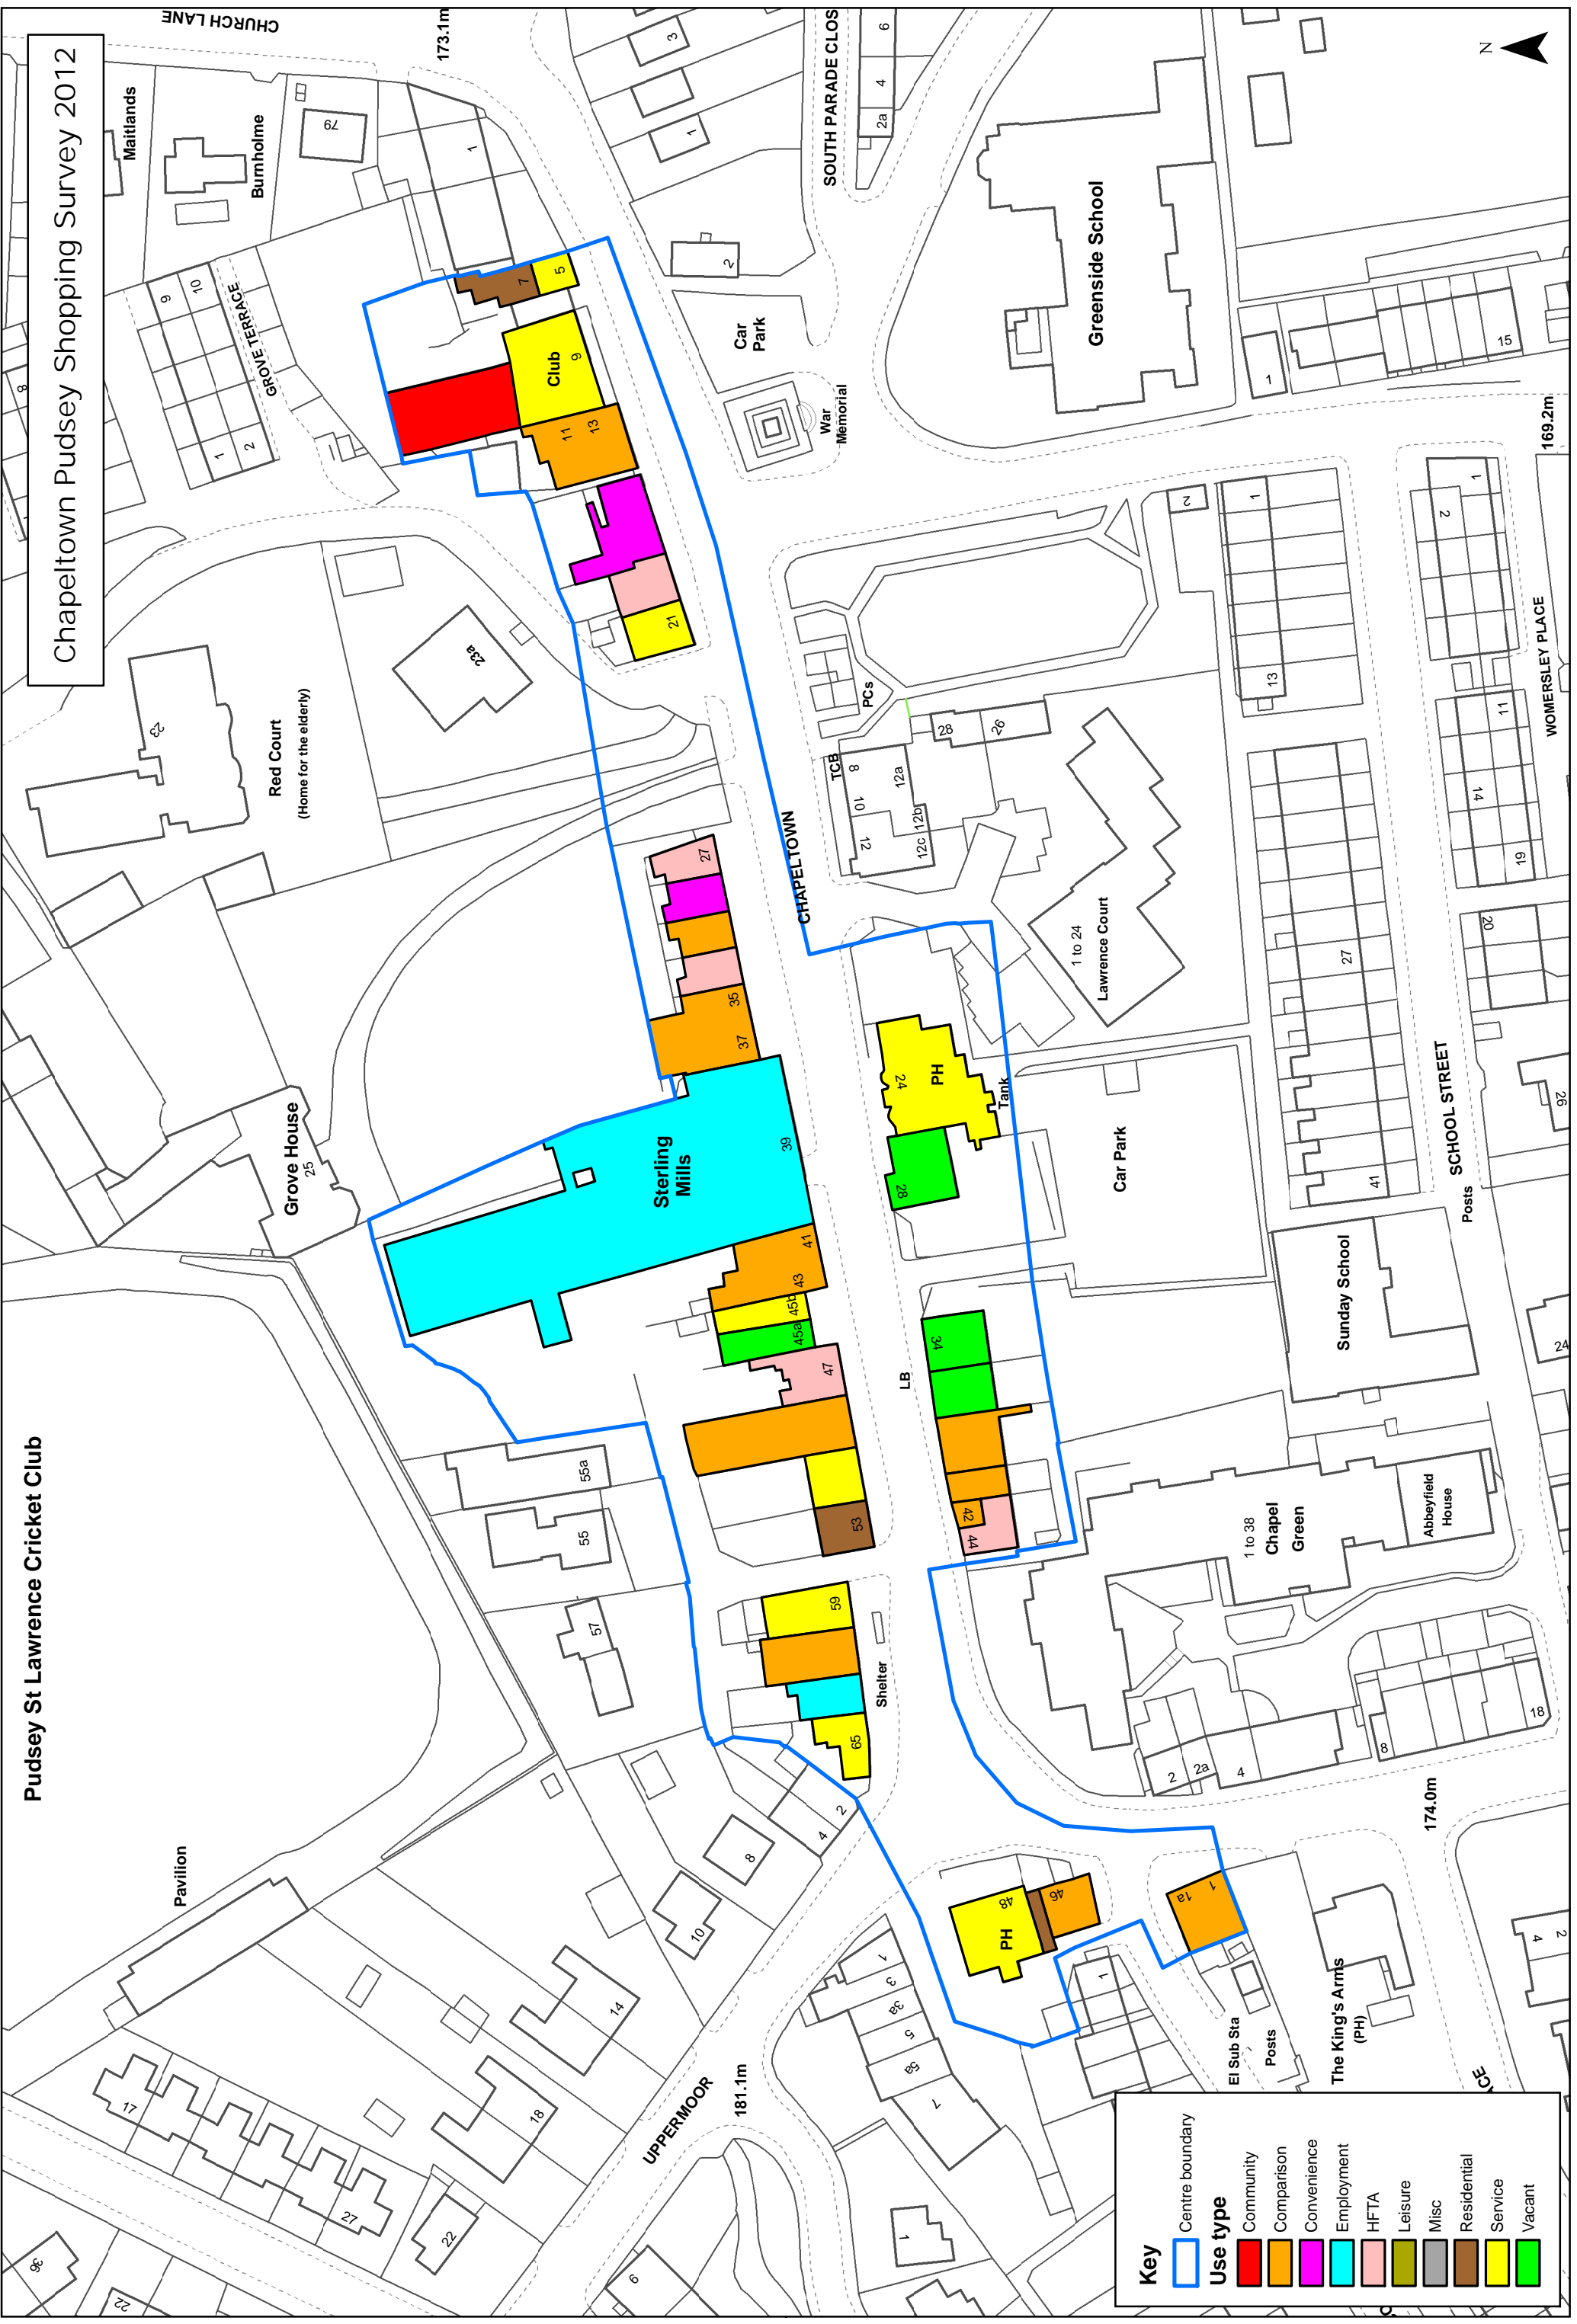 Chapeltown Pudsey Shopping Survey 2012
Pudsey St Lawrence Cricket Club
Pavilion
CHURCH LANE
173.1m
Maitlands
Burnholme
79
1
9
10
GROVE TERRACE
1
2
8
3
1
SOUTH PARADE CLOS
6
4
2a
2
Car
Park
War
Memorial
Greenside School
N
1
15
169.2m
7
5
Club
9
11
13
21
23
Red Court
(Home for the elderly)
23a
PCs
TCB
8
10
12
12a
12b
12c
28
26
2
1
13
2
1
11
14
19
WOMERSLEY PLACE
CHAPELTOWN
27
35
37
39
Sterling
Mills
Grove House
25
41
43
45b
45a
47
53
1 to 24
Lawrence Court
24
PH
Tank
28
Car Park
27
41
20
26
SCHOOL STREET
Posts
Sunday School
24
LB
34
42
44
1 to 38
Chapel
Green
Abbeyfield
House
55a
55
57
59
65
Shelter
2
4
8
10
14
18
17
27
22
36
22
2
2a
4
8
18
174.0m
48
PH
46
1a
1
1
3
3a
5
5a
7
1
El Sub Sta
Posts
The King's Arms
(PH)
4
2
UPPERMOOR
181.1m
6
1
ACE
Key
Centre boundary
Use type
Community
Comparison
Convenience
Employment
HFTA
Leisure
Misc
Residential
Service
Vacant